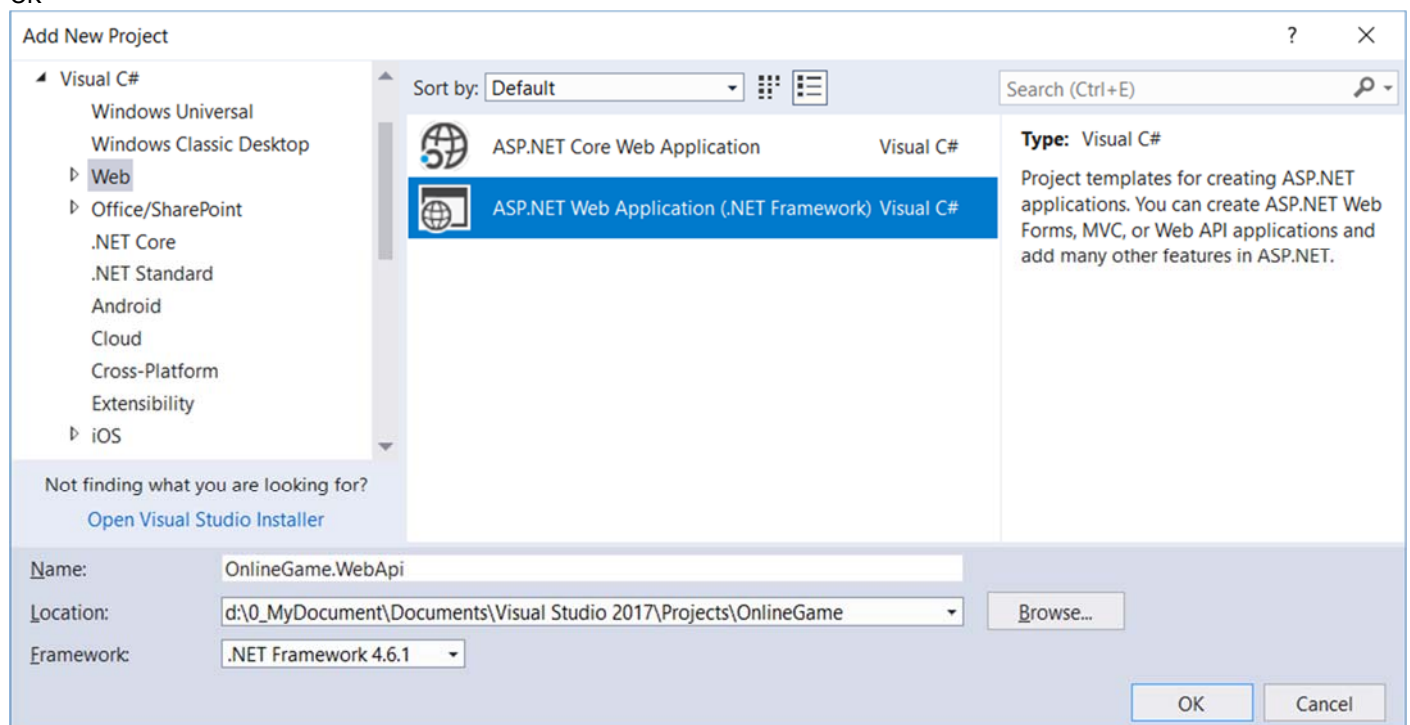 Add New Project
?
Visual C#
Windows Universal
Windows Classic Desktop
Web
Office/SharePoint
.NET Core
.NET Standard
Android
Cloud
Cross-Platform
Extensibility
iOS
Not finding what you are looking for?
Open Visual Studio Installer
Sort by: Default
ASP.NET Core Web Application Visual C#
ASP.NET Web Application (.NET Framework) Visual C#
Search (Ctrl+E)
Type: Visual C#
Project templates for creating ASP.NET
applications. You can create ASP.NET Web
Forms, MVC, or Web API applications and
add many other features in ASP.NET.
Name: OnlineGame.WebApi
Location: d:\0_MyDocument\Documents\Visual Studio 2017\Projects\OnlineGame
Browse...
Framework: .NET Framework 4.6.1
OK Cancel